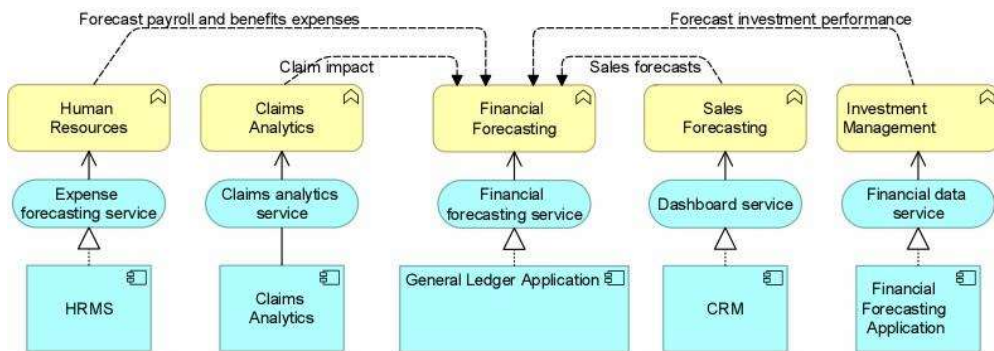 Forecast payroll and benefits expenses
Forecast investment performance
Claim impact
Sales forecasts
Human
Resources
Claims
Analytics
Financial
Forecasting
Sales
Forecasting
Investment
Management
Expense
forecasting service
Claims analytics
service
Financial
forecasting service
Dashboard service
Financial data
service
HRMS
Claims
Analytics
General Ledger Application
CRM
Financial
Forecasting
Application